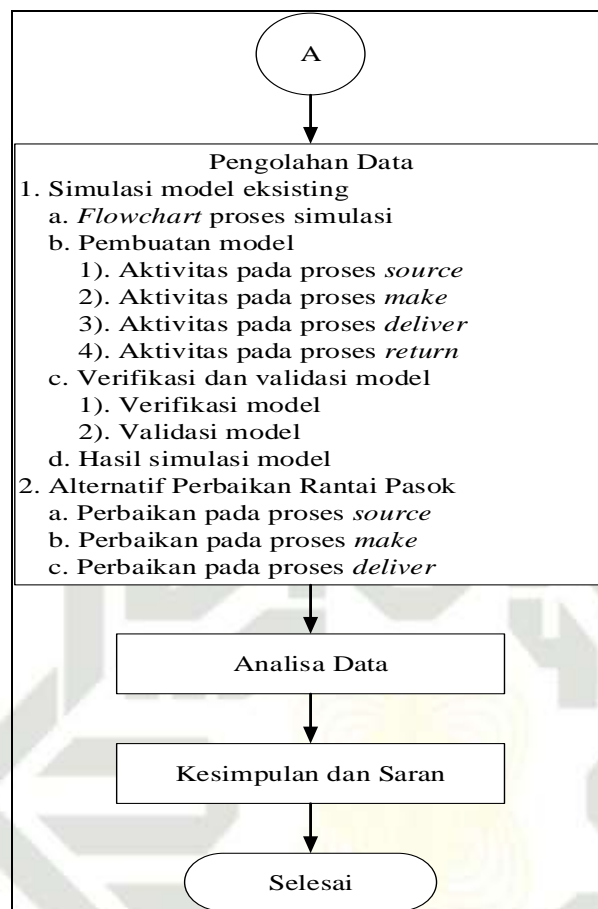 A
Pengolahan Data
1. Simulasi model eksisting
a. Flowchart proses simulasi
b. Pembuatan model
1). Aktivitas pada proses source
2). Aktivitas pada proses make
3). Aktivitas pada proses deliver
4). Aktivitas pada proses return
c. Verifikasi dan validasi model
1). Verifikasi model
2). Validasi model
d. Hasil simulasi model
2. Alternatif Perbaikan Rantai Pasok
a. Perbaikan pada proses source
b. Perbaikan pada proses make
c. Perbaikan pada proses deliver
Analisa Data
Kesimpulan dan Saran
Selesai